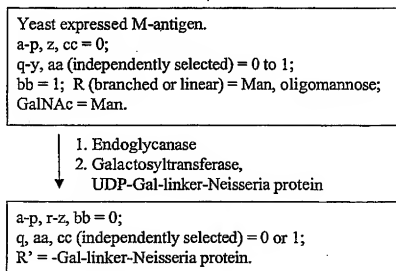 Yeast expressed M-antigen.
a-p, z, cc = 0;
q-y, aa (independently selected) = 0 to 1;
bb = 1; R (branched or linear) = Man, oligomannose;
GalNAc = Man.
1. Endoglycanase
2. Galactosyltransferase,
UDP-Gal-linker-Neisseria protein
a-p, r-z, bb = 0;
q, aa, cc (independently selected) = 0 or 1;
R' = -Gal-linker-Neisseria protein.